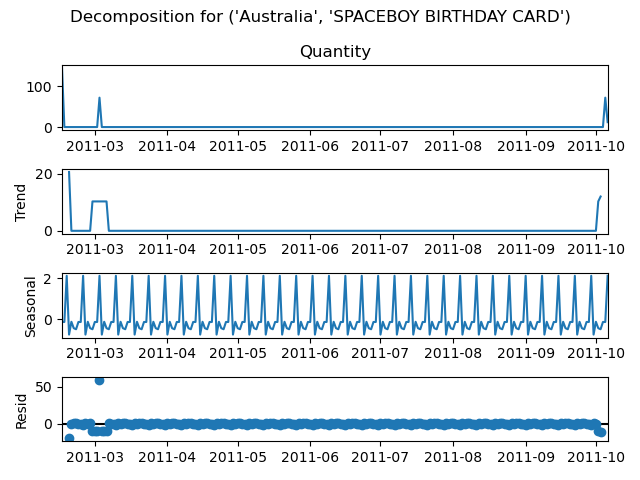 Decomposition for ('Australia', 'SPACEBOY BIRTHDAY CARD')
Quantity
100
0
2011-03 2011-04 2011-05 2011-06 2011-07 2011-08 2011-09 2011-10
Trend
20
0
2011-03 2011-04 2011-05 2011-06 2011-07 2011-08 2011-09 2011-10
Seasonal
2
0
2011-03 2011-04 2011-05 2011-06 2011-07 2011-08 2011-09 2011-10
Resid
50
0
2011-03 2011-04 2011-05 2011-06 2011-07 2011-08 2011-09 2011-10